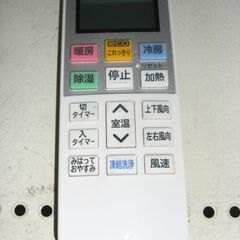 eco
暖房
これっきり
冷房
リセット
除湿
停止
加熱
切
タイマー
室温
上下風向
入
タイマー
左右風向
みはって
おやすみ
凍結洗浄
風速